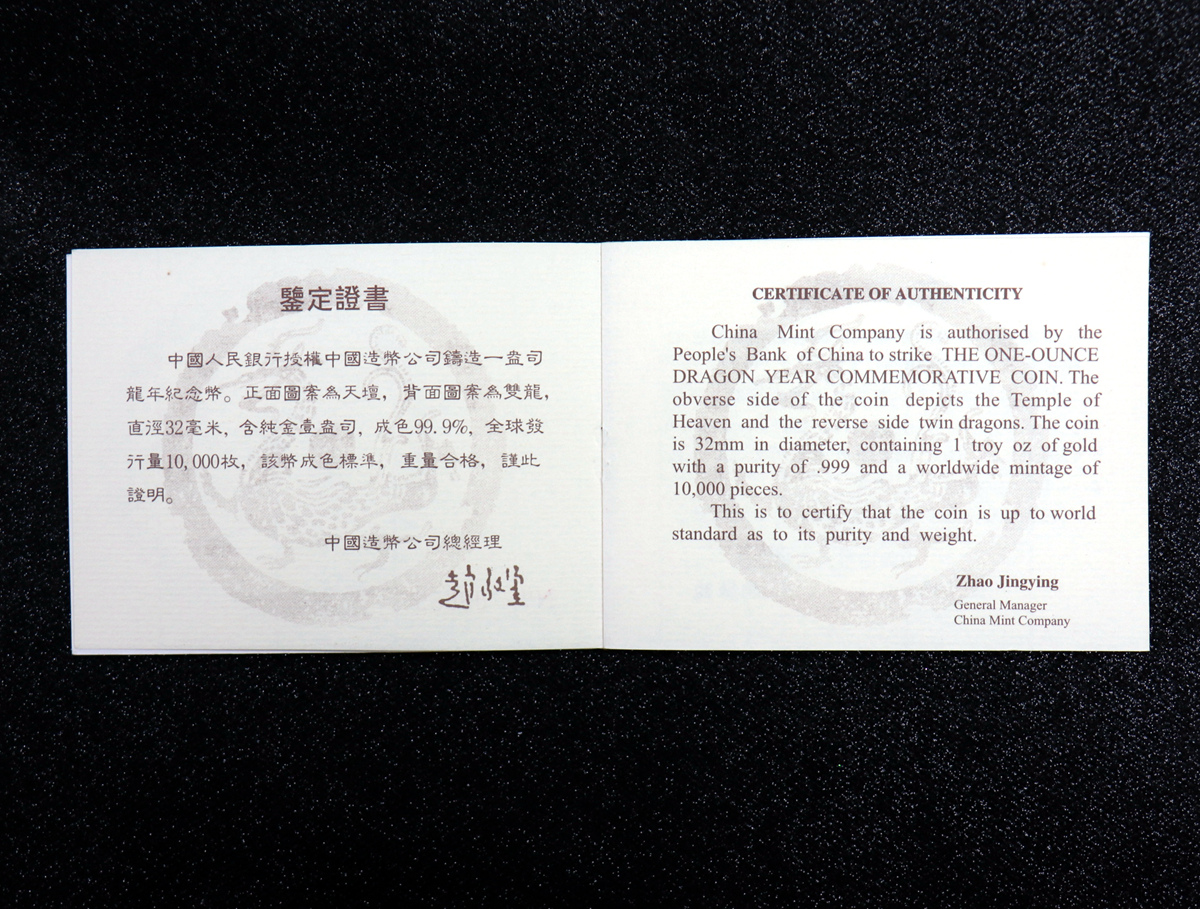 鑒定證書
中國人民銀行授權中國造幣公司鑄造一盎司
龍年紀念幣。正面圖案為天壇，背面圖案為雙龍，
直徑32毫米，含純金壹盎司，成色99.9%，全球發
行量10,000枚，該幣成色標準，重量合格，謹此
證明。
中國造幣公司總經理
CERTIFICATE OF AUTHENTICITY
China Mint Company is authorised by the
People's Bank of China to strike THE ONE-OUNCE
DRAGON YEAR COMMEMORATIVE COIN. The
obverse side of the coin depicts the Temple of
Heaven and the reverse side twin dragons. The coin
is 32mm in diameter, containing 1 troy oz of gold
with a purity of .999 and a worldwide mintage of
10,000 pieces.
This is to certify that the coin is up to world
standard as to its purity and weight.
Zhao Jingying
General Manager
China Mint Company